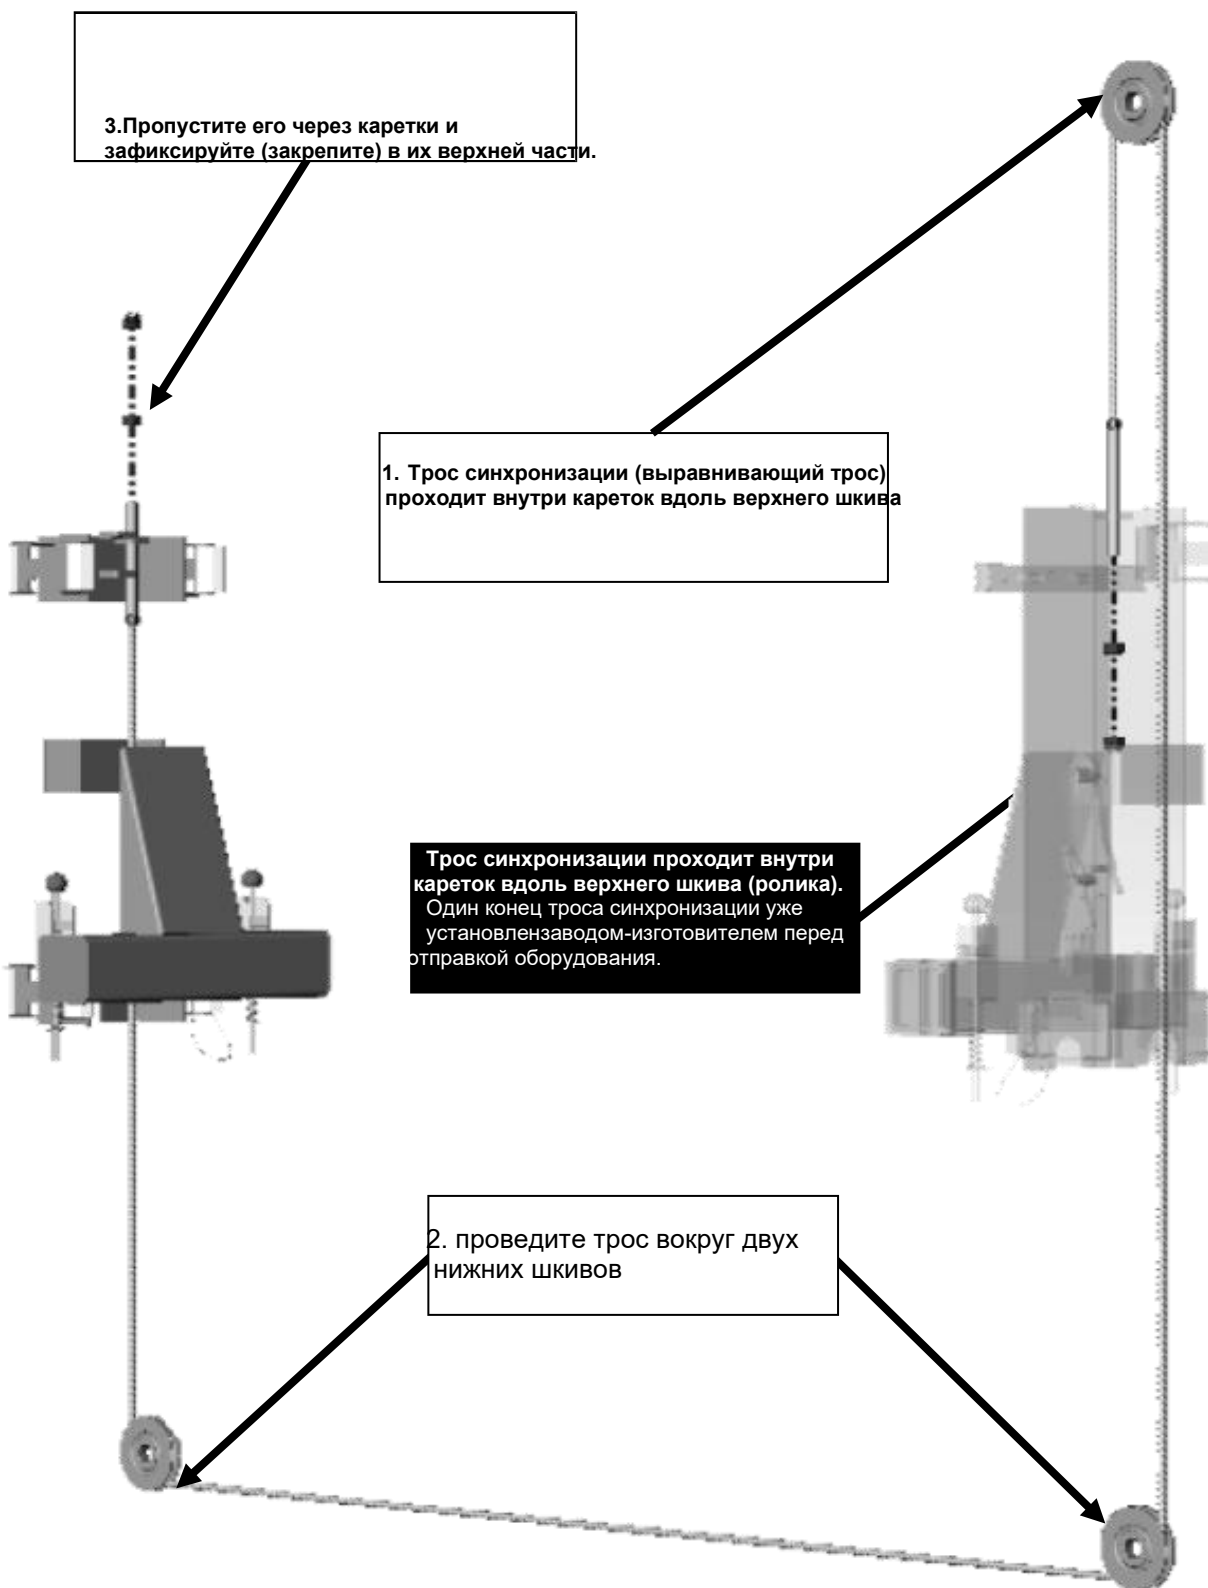 3.Пропустите его через каретки и
зафиксируйте (закрепите) в их верхней части.
1. Трос синхронизации (выравнивающий трос)
проходит внутри кареток вдоль верхнего шкива
Трос синхронизации проходит внутри
кареток вдоль верхнего шкива (ролика).
Один конец троса синхронизации уже
установлензаводом-изготовителем перед
отправкой оборудования.
2. проведите трос вокруг двух
нижних шкивов